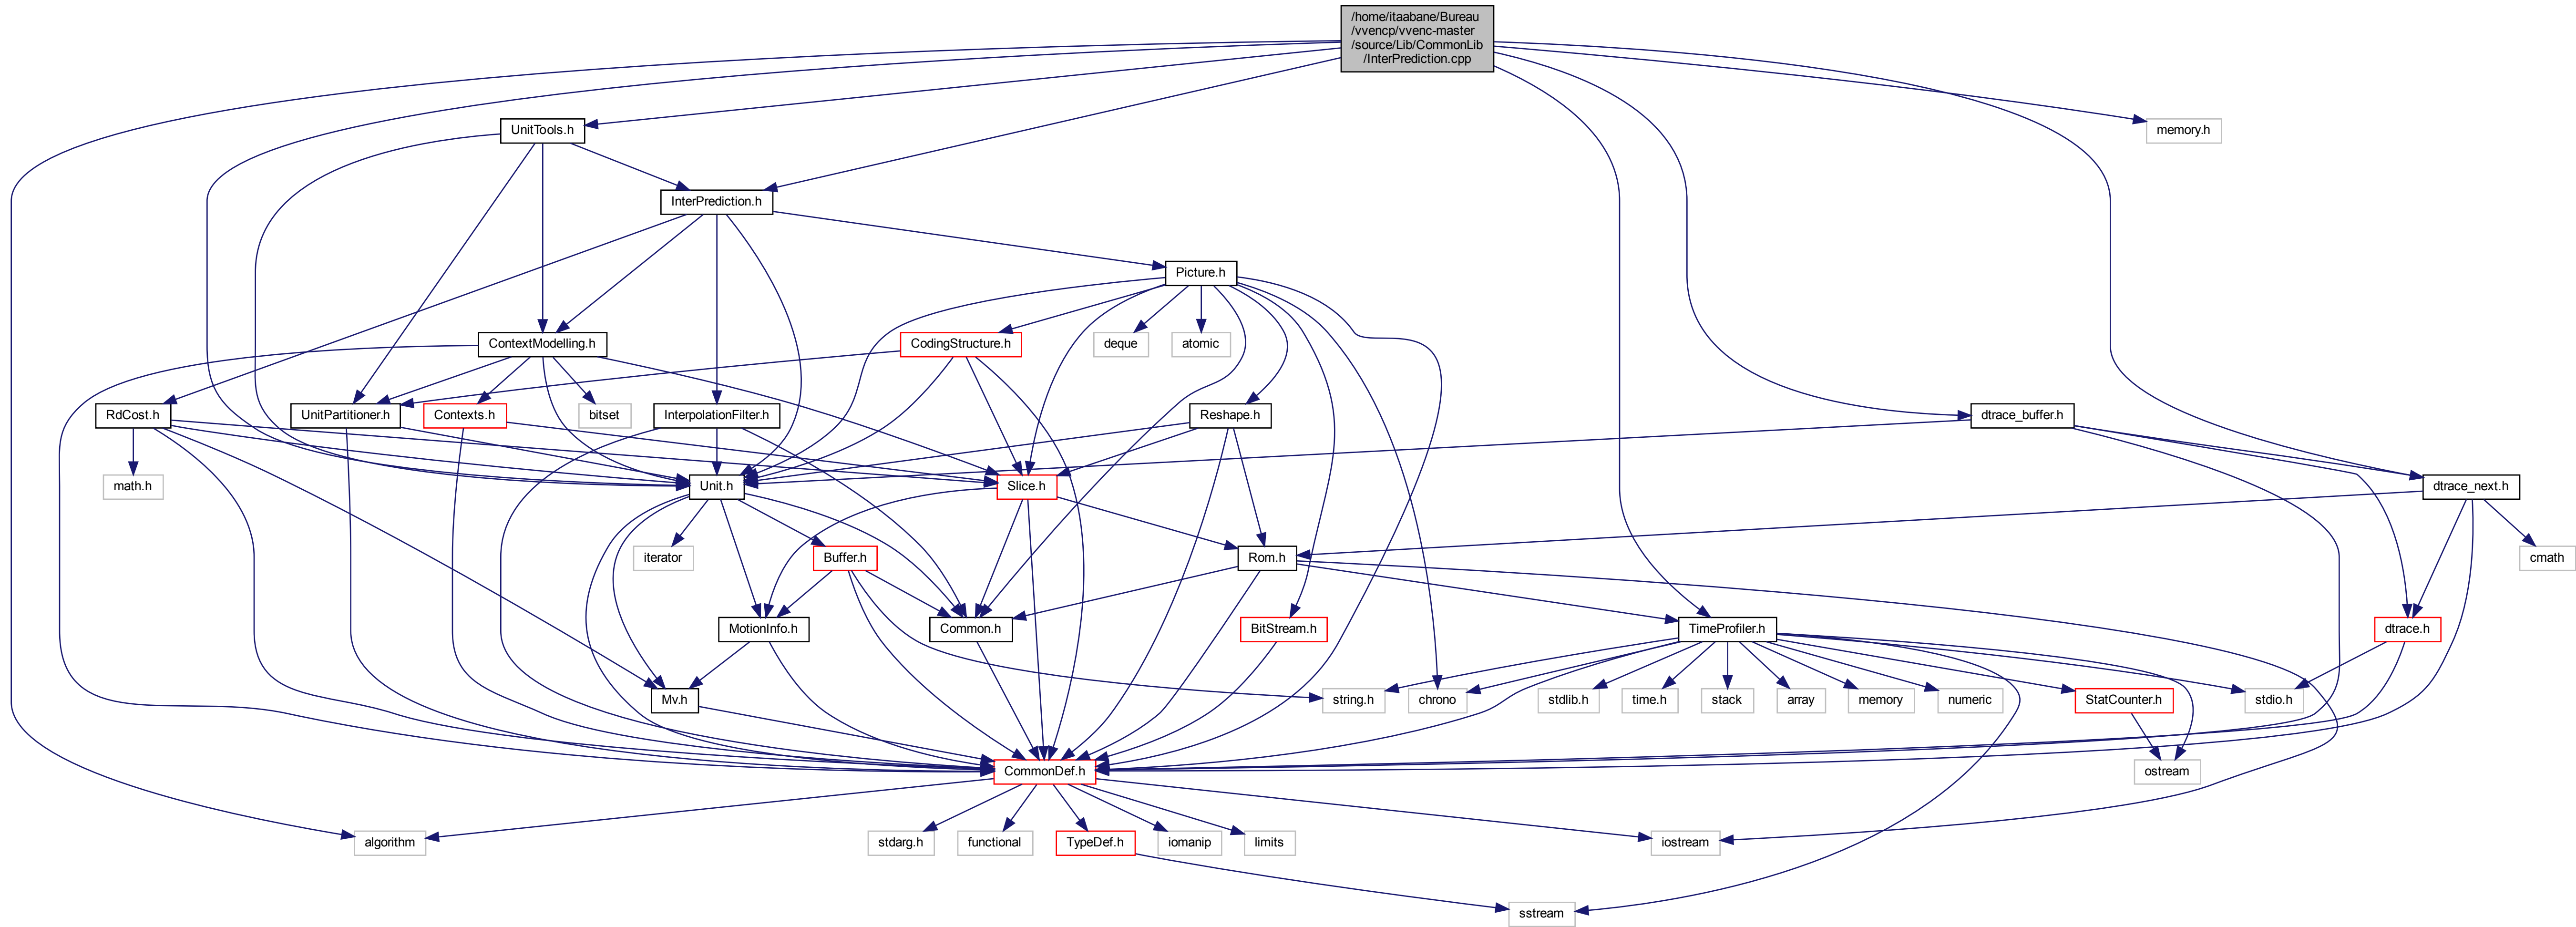 /home/itaabane/Bureau
/vvencp/vvenc-master
/source/Lib/CommonLib
/InterPrediction.cpp
UnitTools.h
memory.h
InterPrediction.h
Picture.h
ContextModelling.h
CodingStructure.h
deque
atomic
RdCost.h
UnitPartitioner.h
Contexts.h
bitset
InterpolationFilter.h
Reshape.h
dtrace_buffer.h
math.h
Unit.h
Slice.h
dtrace_next.h
iterator
Buffer.h
Rom.h
cmath
MotionInfo.h
Common.h
BitStream.h
TimeProfiler.h
dtrace.h
Mv.h
string.h
chrono
stdlib.h
time.h
stack
array
memory
numeric
StatCounter.h
stdio.h
CommonDef.h
ostream
algorithm
stdarg.h
functional
TypeDef.h
iomanip
limits
iostream
sstream